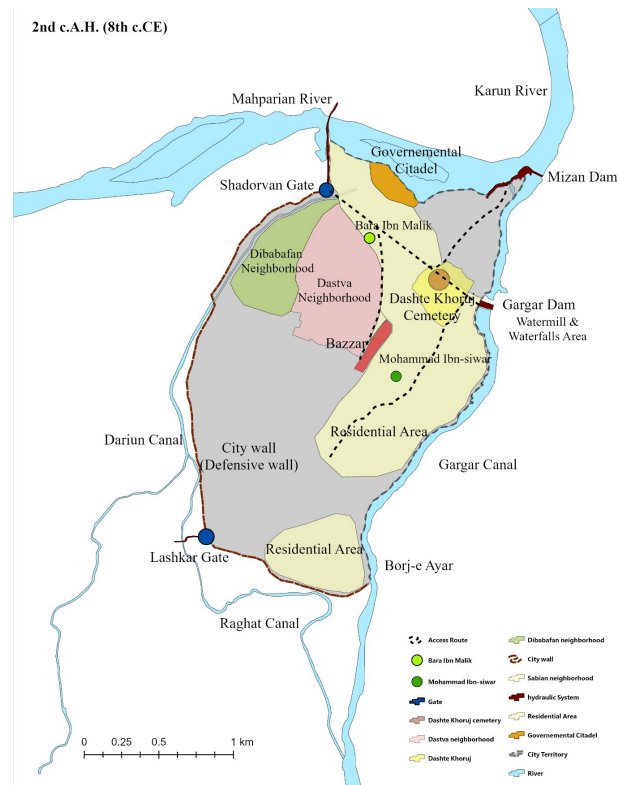 2nd c.A.H. (8th c.CE)
Karun River
Mahparian River
Governemental
Citadel
Mizan Dam
Shadorvan Gate
Bara Ibn Malik
Dibabafan
Neighborhood
Dastva
Neighborhood
Dashte Khoruj
Cemetery
Gargar Dam
Watermill &
Waterfalls Area
Bazzar
Mohammad Ibn-siwar
Residential Area
Dariun Canal
City wall
(Defensive wall)
Gargar Canal
Lashkar Gate
Residential Area
Borj-e Ayar
Raghat Canal
Access Route
Bara Ibn Malik
Mohammad Ibn-siwar
Gate
Dashte Khoruj cemetery
Dastva neighborhood
Dashte Khoruj
Dibabafan neighborhood
City wall
Sabian neighborhood
hydraulic System
Residential Area
Governemental Citadel
City Territory
River
0 0.25 0.5 1 km